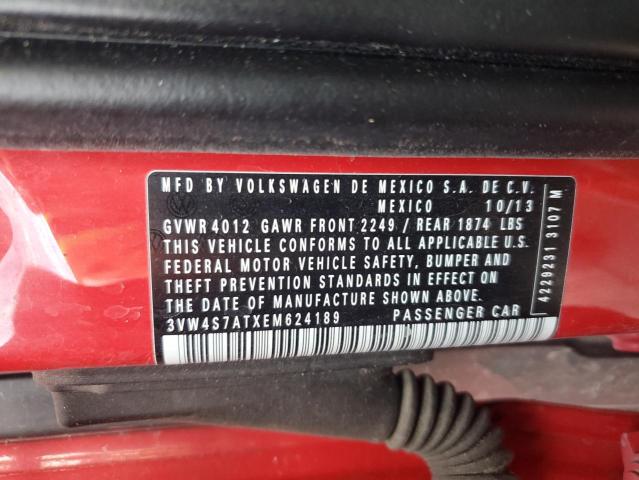 MFD BY VOLKSWAGEN DE MEXICO S.A. DE C.V.
MEXICO 10/13
GVWR 4012 GAWR FRONT 2249 / REAR 1874 LBS
THIS VEHICLE CONFORMS TO ALL APPLICABLE U.S.
FEDERAL MOTOR VEHICLE SAFETY, BUMPER AND
THEFT PREVENTION STANDARDS IN EFFECT ON
THE DATE OF MANUFACTURE SHOWN ABOVE.
3VW4S7ATXEM624189 PASSENGER CAR
4229231 3107 M